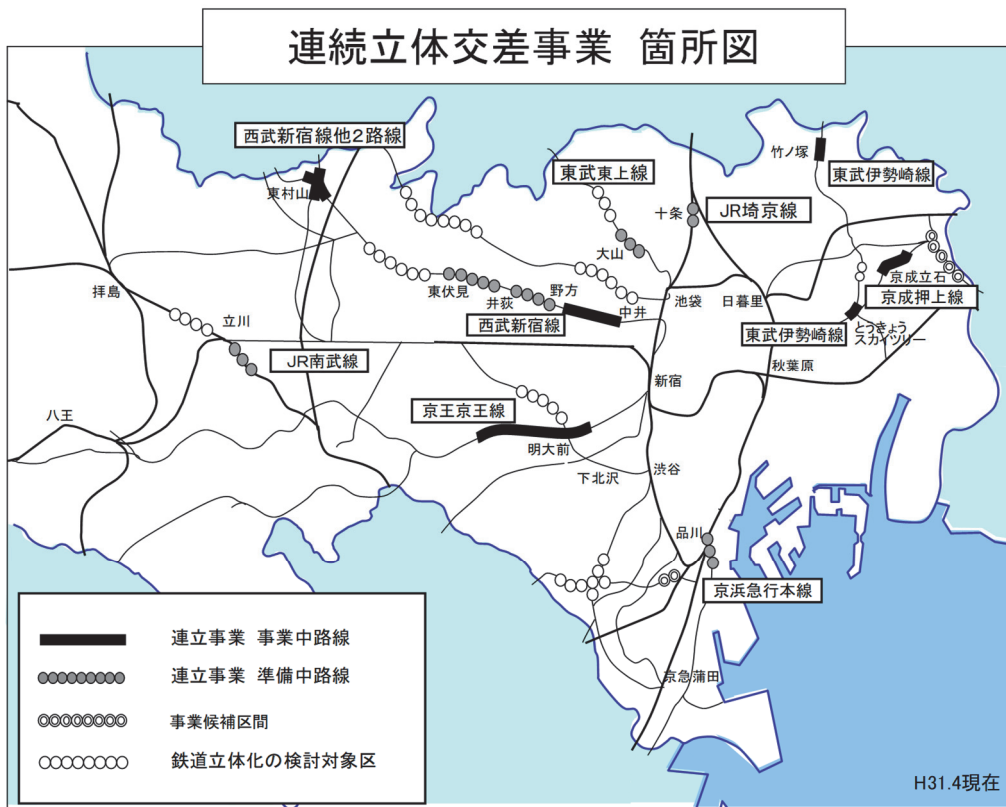 連続立体交差事業 箇所図
西武新宿線他2路線
東村山
東武東上線
竹ノ塚
東武伊勢崎線
十条
JR埼京線
大山
拝島
東伏見
井荻
野方
中井
池袋
日暮里
京成立石
京成押上線
立川
西武新宿線
東武伊勢崎線
とうきょう
スカイツリー
JR南武線
秋葉原
新宿
八王
京王京王線
明大前
下北沢
渋谷
品川
京浜急行本線
京急蒲田
連立事業 事業中路線
連立事業 準備中路線
事業候補区間
鉄道立体化の検討対象区
H31.4現在